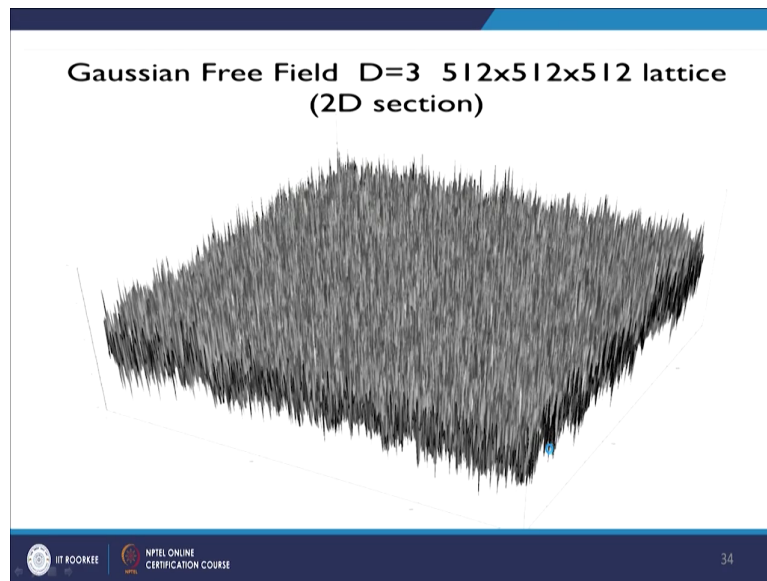 Gaussian Free Field D=3 512x512x512 lattice
(2D section)
IIT ROORKEE
NPTEL ONLINE
CERTIFICATION COURSE
34